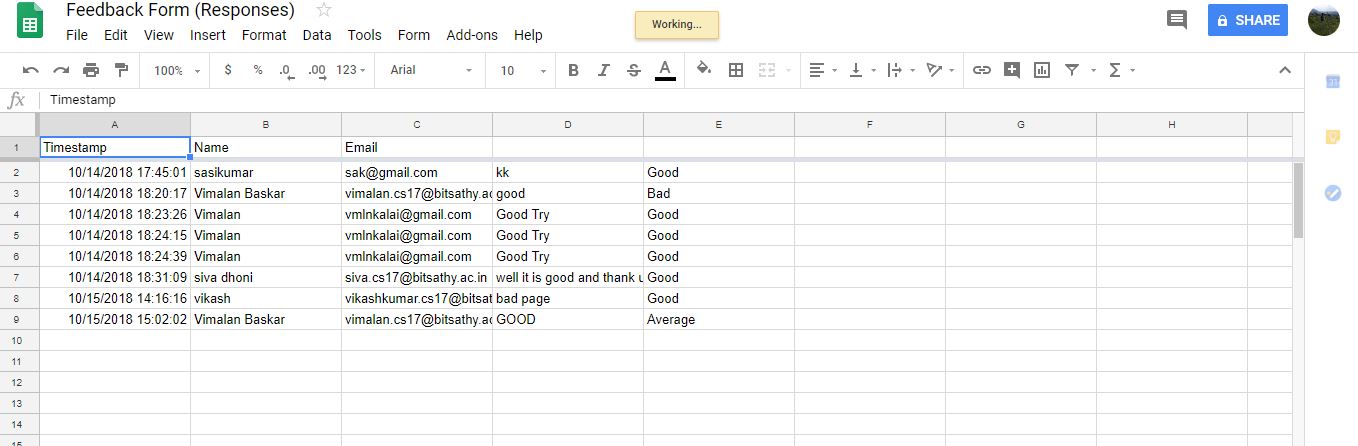 Feedback Form (Responses)
Working...
SHARE
File Edit View Insert Format Data Tools Form Add-ons Help
100% $ % .0 .00 123 Arial 10 B I S A Σ
fx Timestamp
31
A B C D E F G H
1 Timestamp Name Email
2 10/14/2018 17:45:01 sasikumar sak@gmail.com kk Good
3 10/14/2018 18:20:17 Vimalan Baskar vimalan.cs17@bitsathy.ac good Bad
4 10/14/2018 18:23:26 Vimalan vmlnkalai@gmail.com Good Try Good
5 10/14/2018 18:24:15 Vimalan vmlnkalai@gmail.com Good Try Good
6 10/14/2018 18:24:39 Vimalan vmlnkalai@gmail.com Good Try Good
7 10/14/2018 18:31:09 siva dhoni siva.cs17@bitsathy.ac.in well it is good and thank u Good
8 10/15/2018 14:16:16 vikash vikashkumar.cs17@bitsat bad page Good
9 10/15/2018 15:02:02 Vimalan Baskar vimalan.cs17@bitsathy.ac GOOD Average
10
11
12
13
14
15